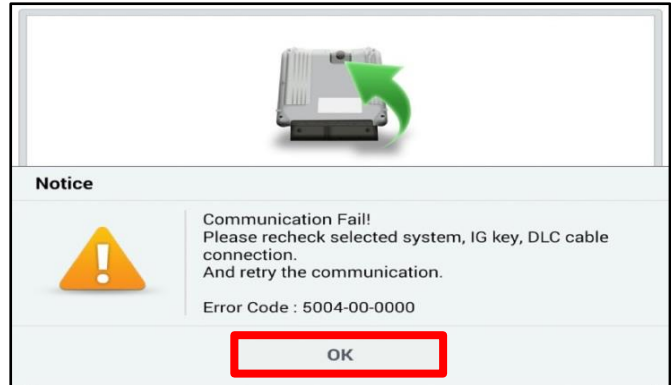 Notice
Communication Fail!
Please recheck selected system, IG key, DLC cable
connection.
And retry the communication.
Error Code : 5004-00-0000
OK